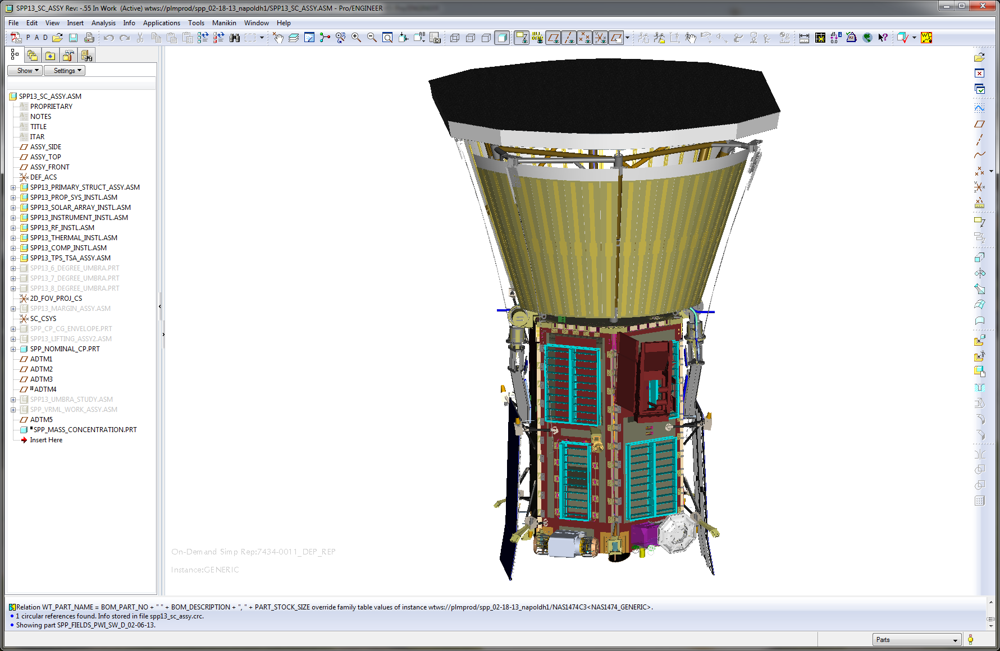 SPP13_SC_ASSY Rev: -.55 In Work  (Active) wtws://plmprod/spp_02-18-13_napoldh1/SPP13_SC_ASSY.ASM - Pro/ENGINEER
File Edit View Insert Analysis Info Applications Tools Manikin Window Help
P A D
Show Settings
SPP13_SC_ASSY.ASM
PROPRIETARY
NOTES
TITLE
ITAR
ASSY_SIDE
ASSY_TOP
ASSY_FRONT
DEF_ACS
SPP13_PRIMARY_STRUCT_ASSY.ASM
SPP13_PROP_SYS_INSTL.ASM
SPP13_SOLAR_ARRAY_INSTL.ASM
SPP13_INSTRUMENT_INSTL.ASM
SPP13_RF_INSTL.ASM
SPP13_THERMAL_INSTL.ASM
SPP13_COMP_INSTL.ASM
SPP13_TPS_TSA_ASSY.ASM
SPP13_6_DEGREE_UMBRA.PRT
SPP13_7_DEGREE_UMBRA.PRT
SPP13_8_DEGREE_UMBRA.PRT
2D_FOV_PROJ_CS
SPP13_MARGIN_ASSY.ASM
SC_CSYS
SPP_CP_CG_ENVELOPE.PRT
SPP13_LIFTING_ASSY2.ASM
SPP_NOMINAL_CP.PRT
ADTM1
ADTM2
ADTM3
ADTM4
SPP13_UMBRA_STUDY.ASM
SPP_VRML_WORK_ASSY.ASM
ADTM5
SPP_MASS_CONCENTRATION.PRT
Insert Here
On-Demand Simp Rep:7434-0011_DEP_REP
Instance:GENERIC
Relation WT_PART_NAME = BOM_PART_NO + " " + BOM_DESCRIPTION + ", " + PART_STOCK_SIZE override family table values of instance wtws://plmprod/spp_02-18-13_napoldh1/NAS1474C3<NAS1474_GENERIC>.
1 circular references found. Info stored in file spp13_sc_assy.crc.
Showing part SPP_FIELDS_PWI_SW_D_02-06-13.
Parts